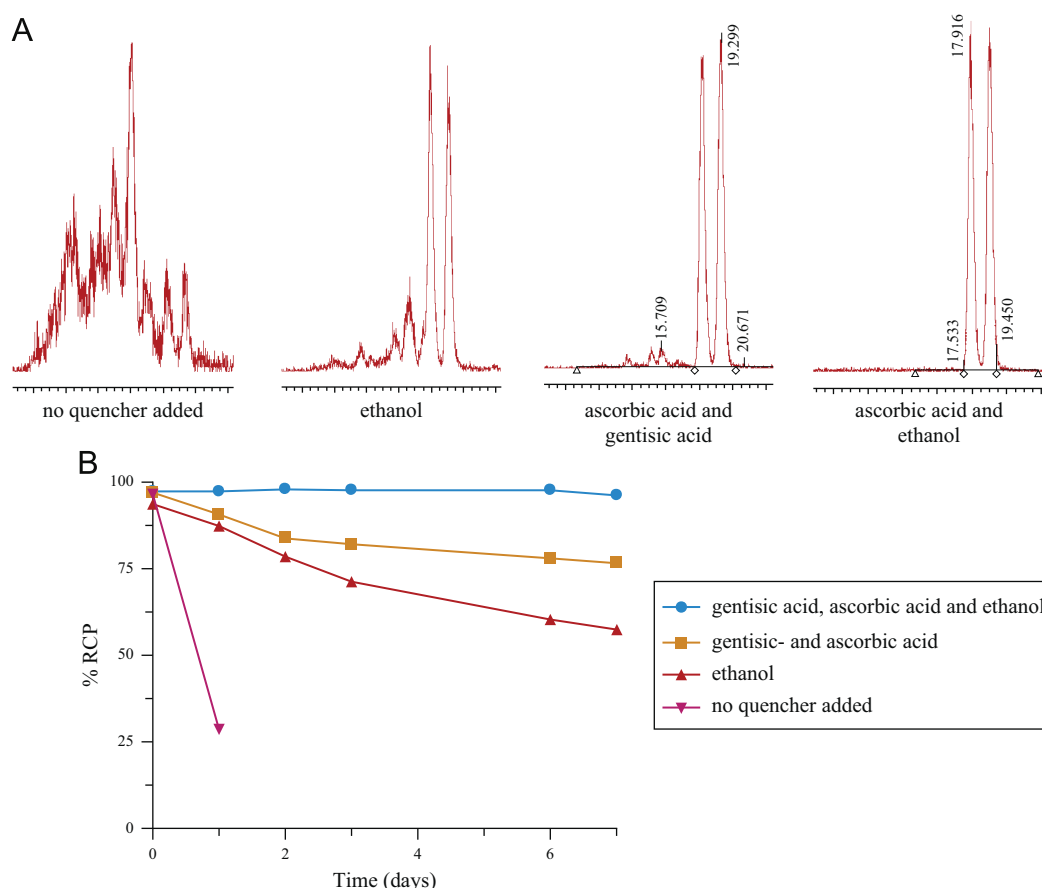 A
19.299
15.709
20.671
17.916
17.533
19.450
no quencher added
ethanol
ascorbic acid and
gentisic acid
ascorbic acid and
ethanol
B
100
75
50
25
0
% RCP
0
2
4
6
Time (days)
gentisic acid, ascorbic acid and ethanol
gentisic- and ascorbic acid
ethanol
no quencher added